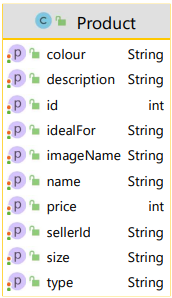 C Product
p colour String
p description String
p id int
p idealFor String
p imageName String
p name String
p price int
p sellerId String
p size String
p type String